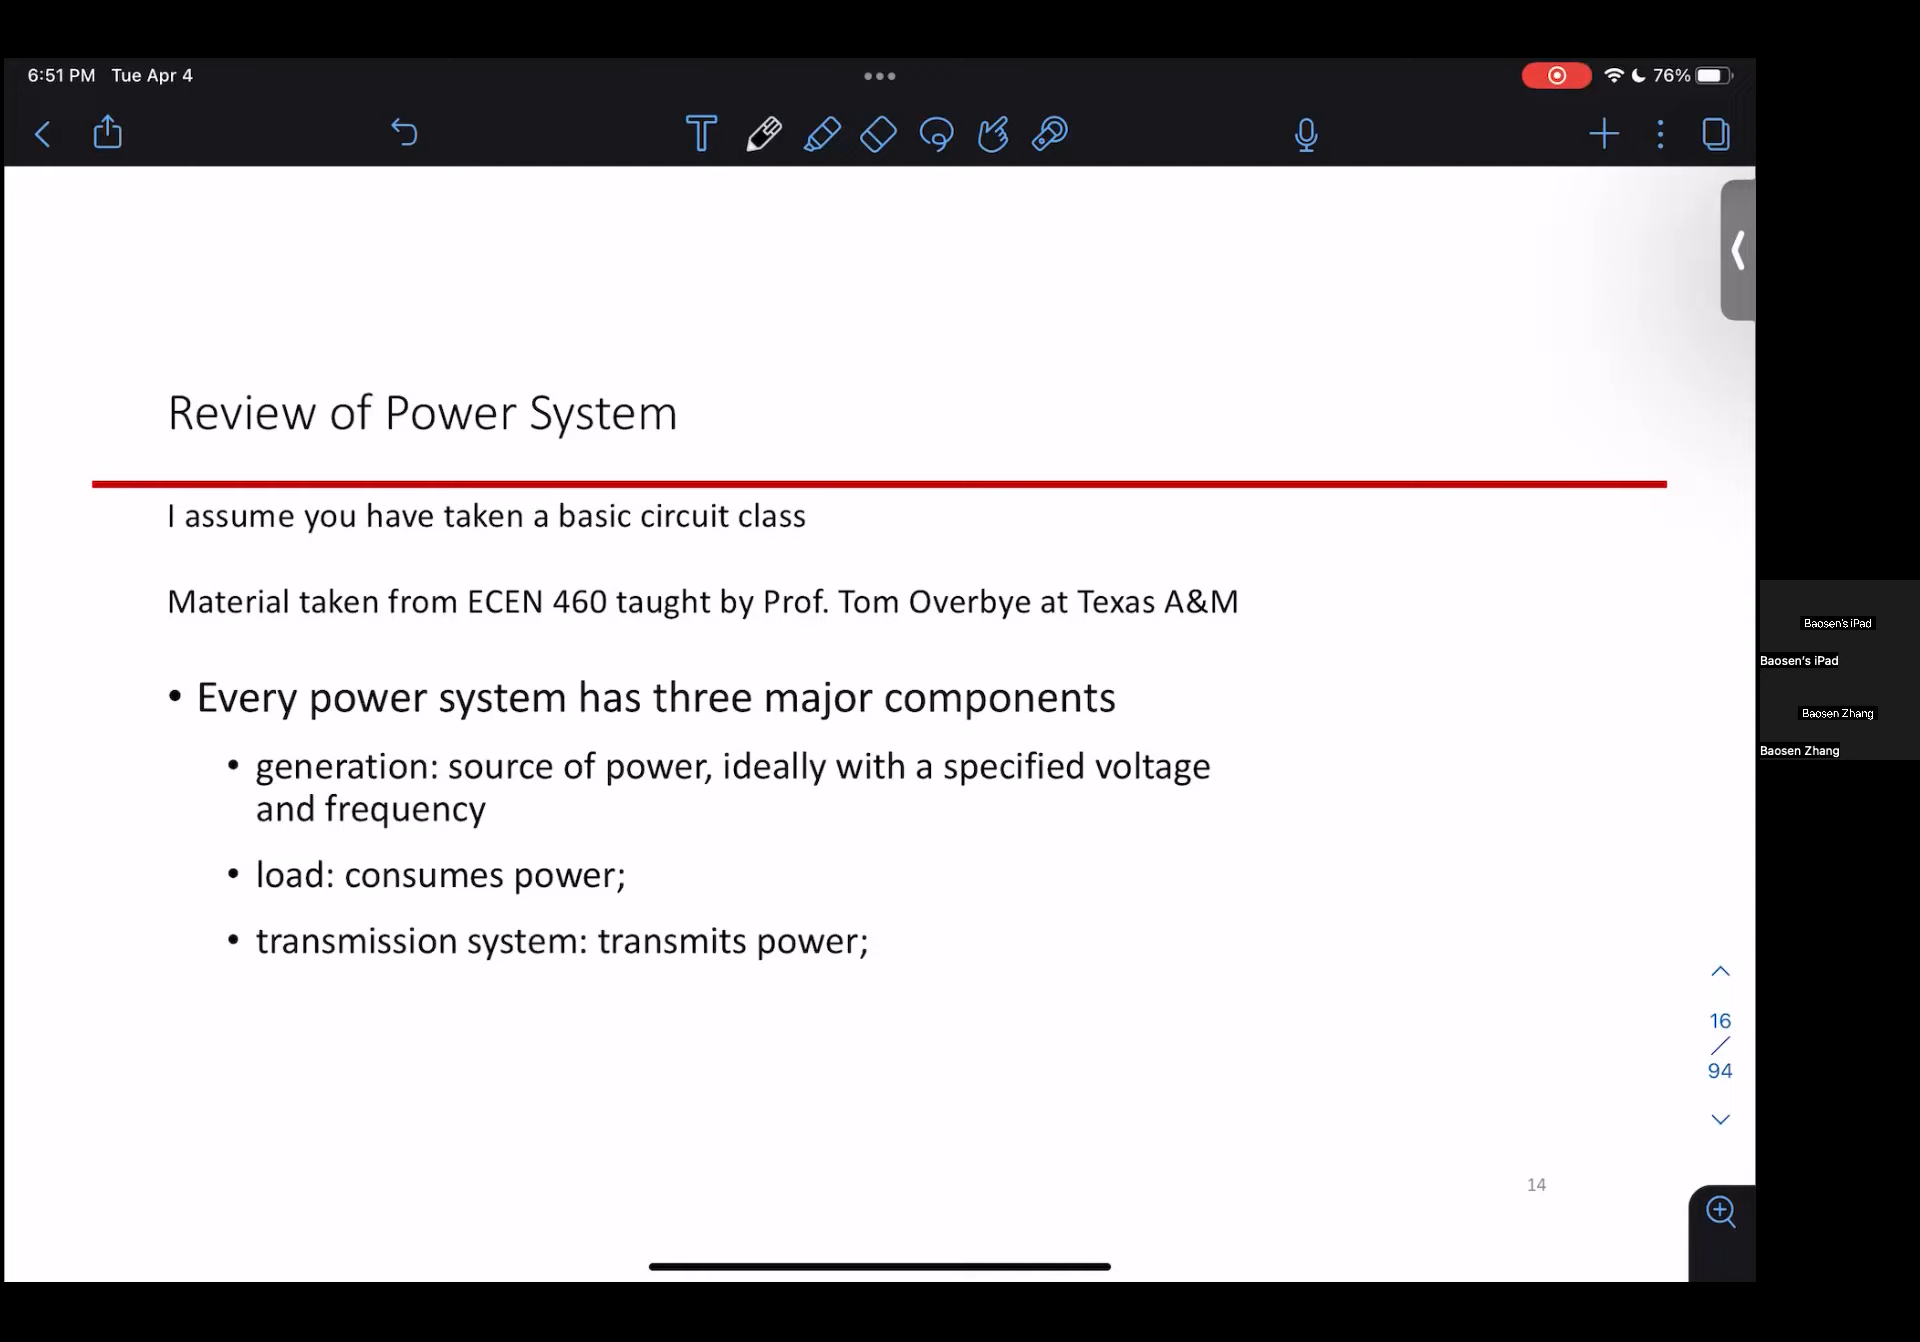 6:51 PM Tue Apr 4
76%
Review of Power System
I assume you have taken a basic circuit class
Material taken from ECEN 460 taught by Prof. Tom Overbye at Texas A&M
• Every power system has three major components
• generation: source of power, ideally with a specified voltage
and frequency
• load: consumes power;
• transmission system: transmits power;
16
/
94
14
Baosen's iPad
Baosen's iPad
Baosen Zhang
Baosen Zhang